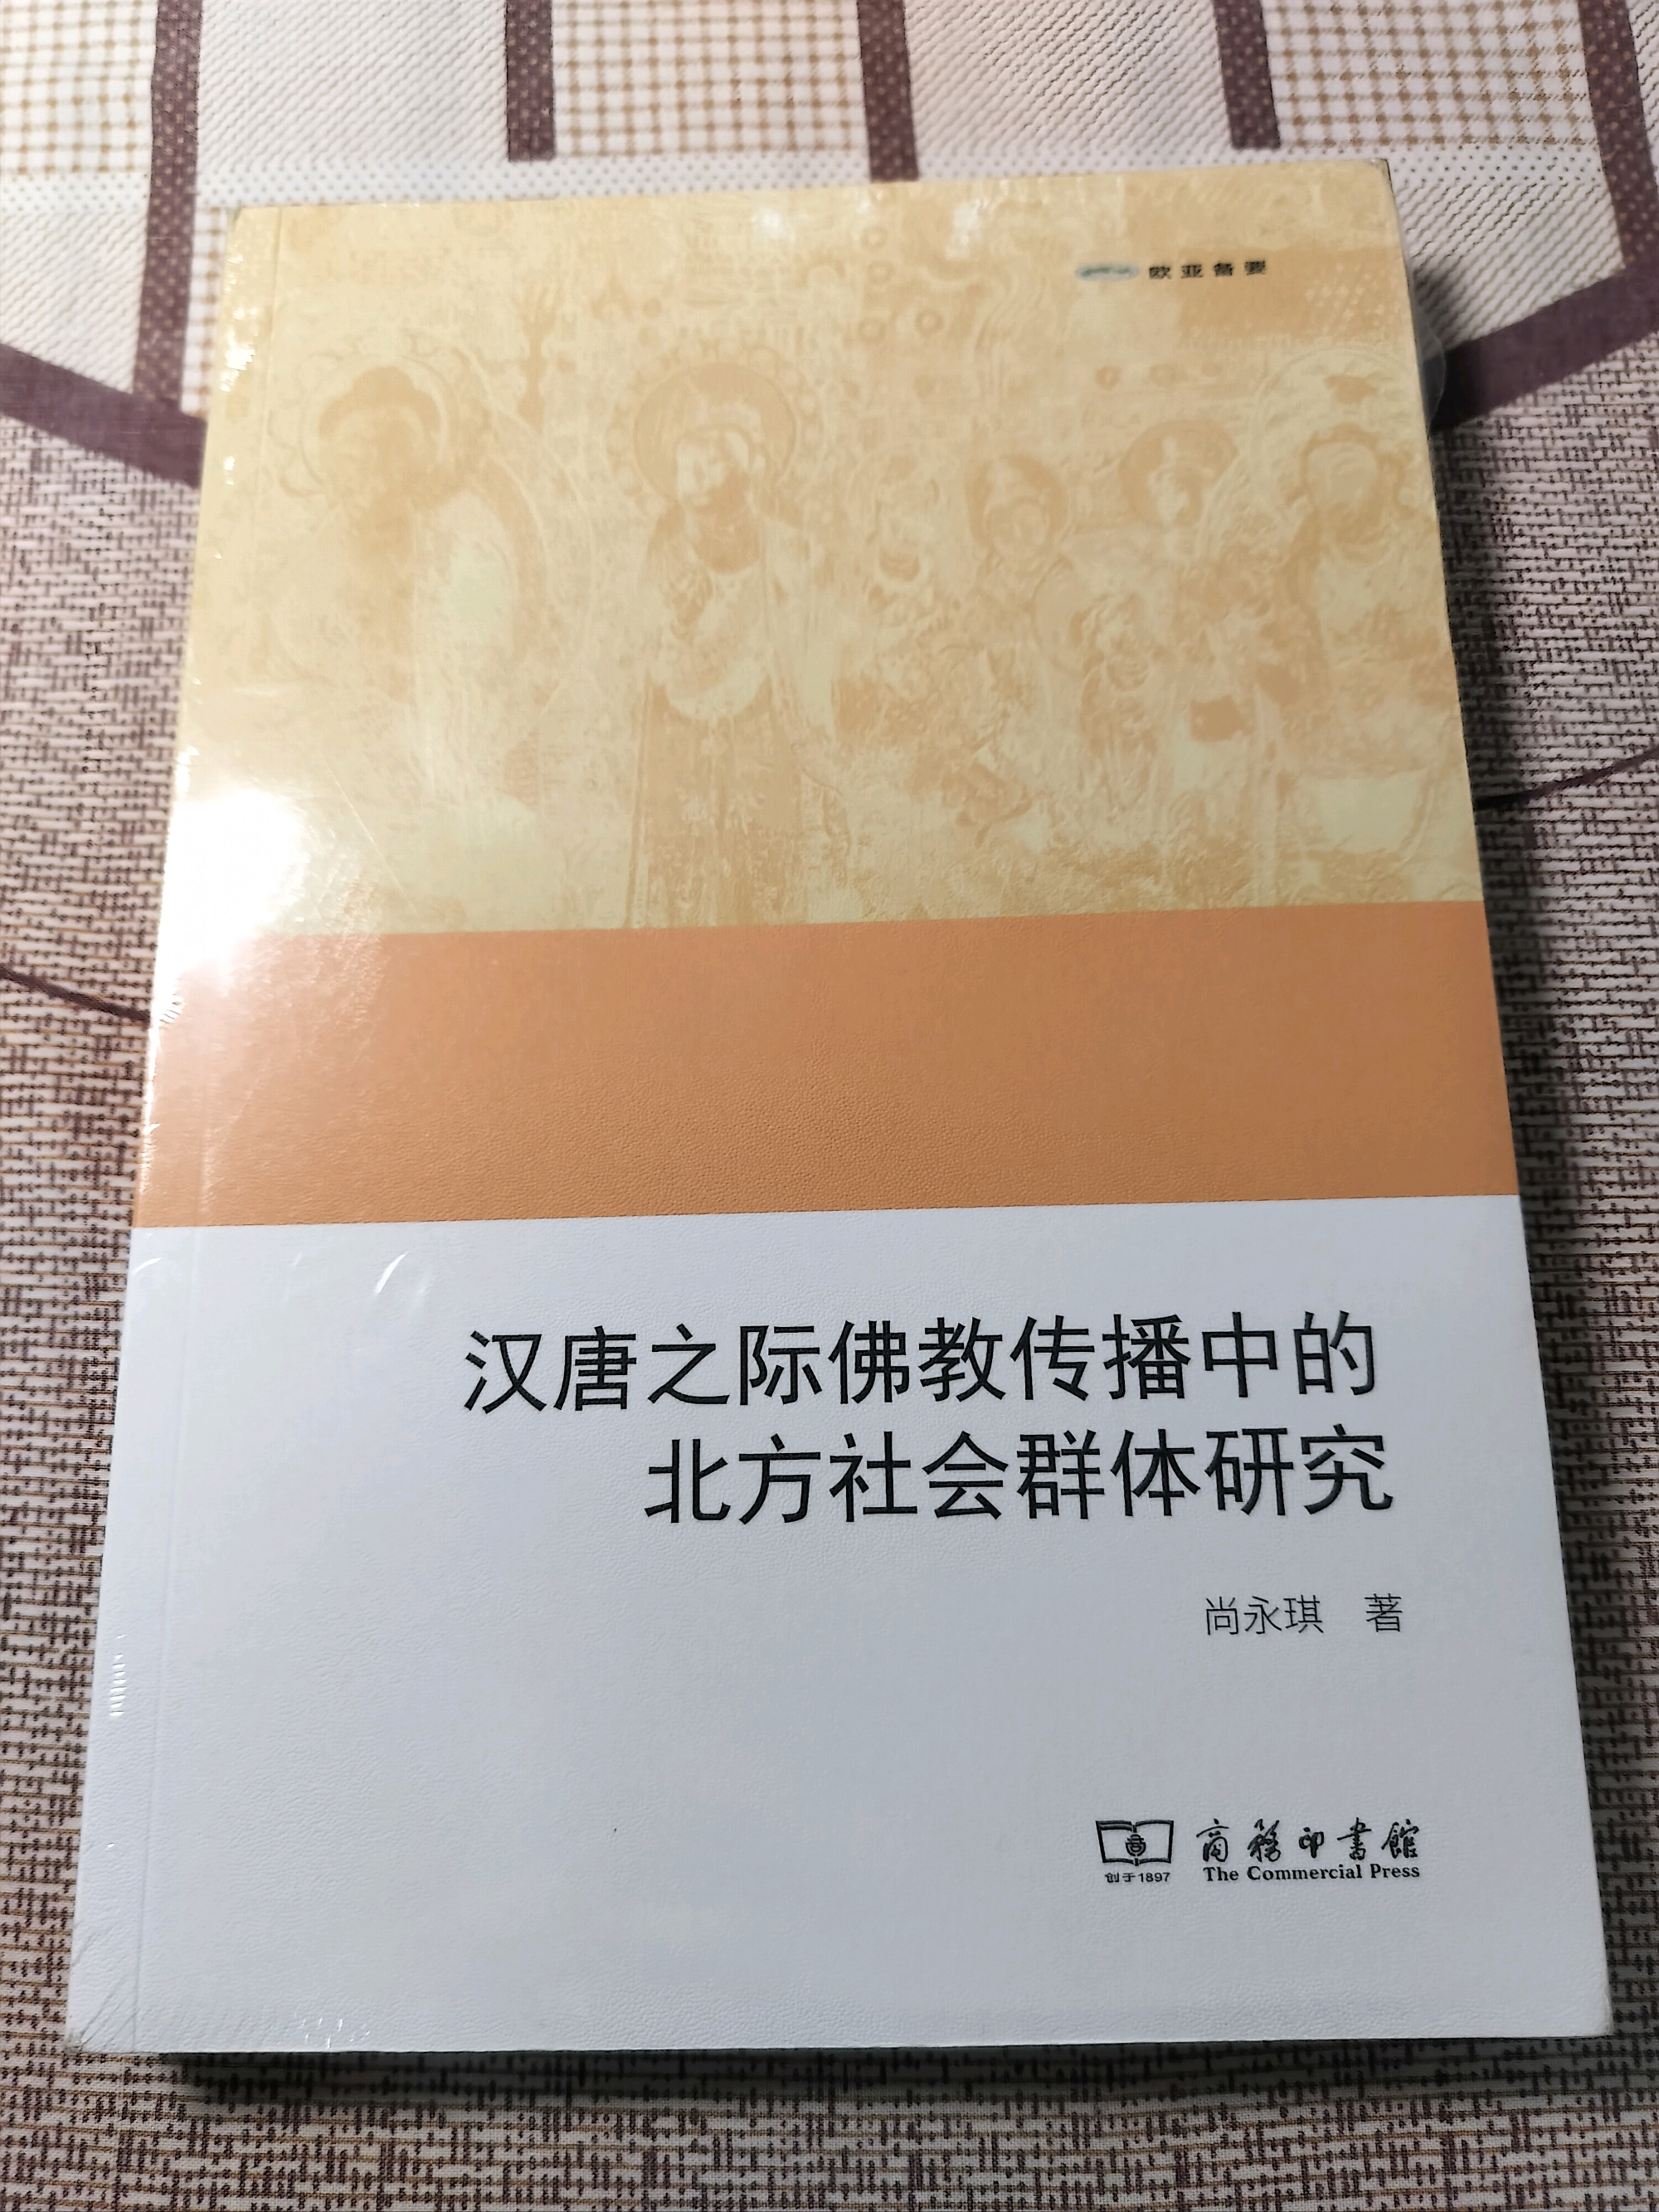 欧亚备要
汉唐之际佛教传播中的
北方社会群体研究
尚永琪 著
商務印書館
创于1897
The Commercial Press